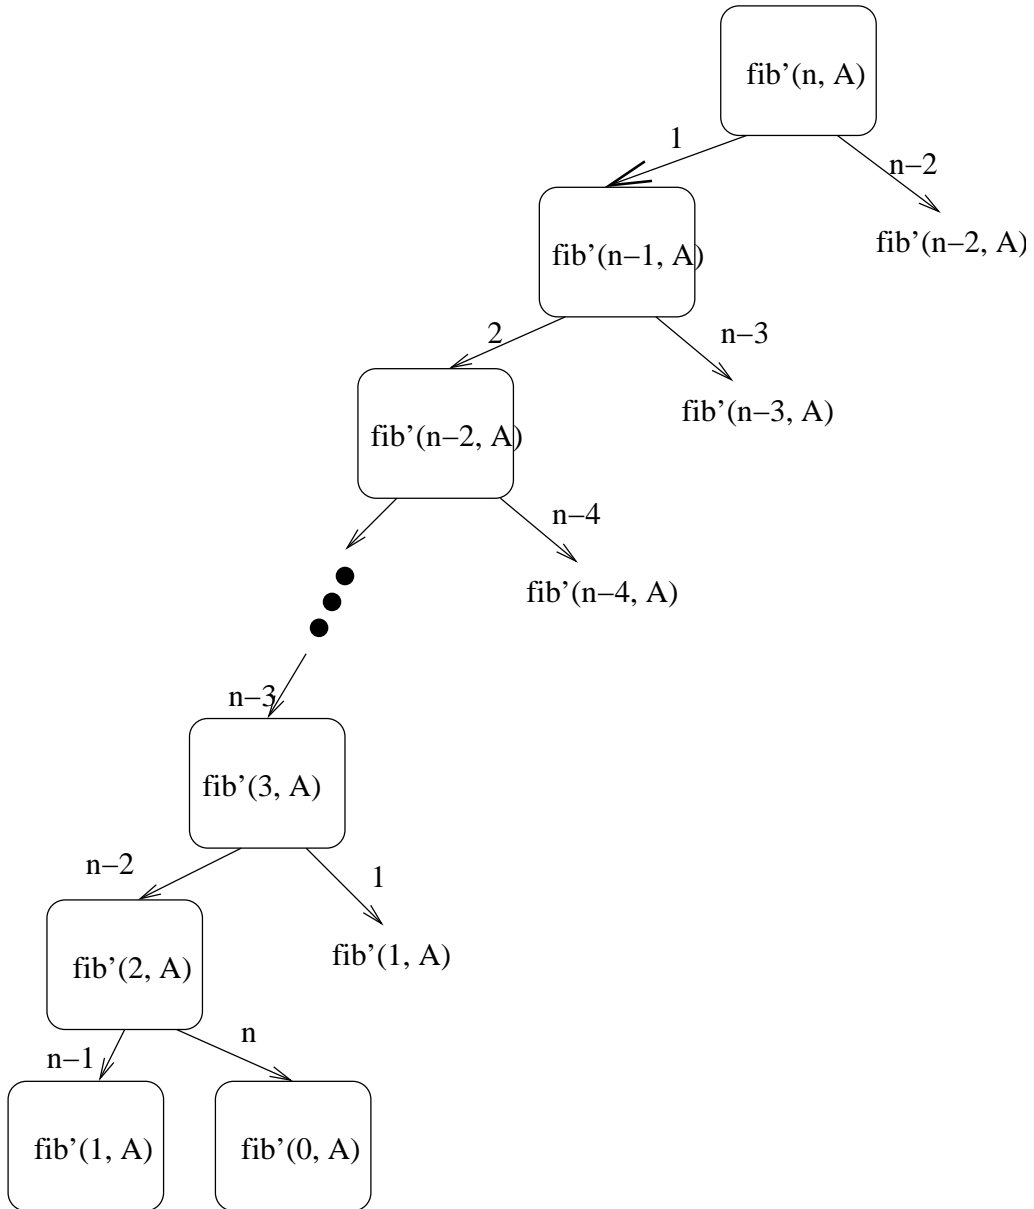 fib’(n, A)
1
n−2
fib’(n−2, A)
fib’(n−1, A)
2
n−3
fib’(n−3, A)
fib’(n−2, A)
n−4
fib’(n−4, A)
n−3
fib’(3, A)
n−2
1
fib’(1, A)
fib’(2, A)
n−1
n
fib’(1, A)
fib’(0, A)